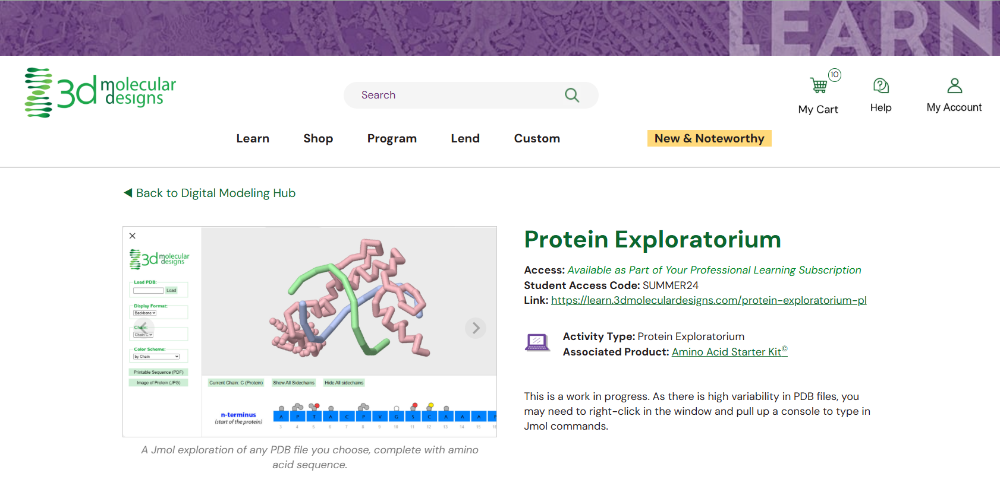 LEARN
3d molecular designs
Search
10
My Cart
Help
My Account
Learn
Shop
Program
Lend
Custom
New & Noteworthy
◀ Back to Digital Modeling Hub
3d molecular designs
Load PDB:
Load
Display Format:
Backbone
Chain:
Chain C
Color Scheme:
by Chain
Printable Sequence (PDF)
Image of Protein (JPG)
Current Chain: C (Protein)
Show All Sidechains
Hide All sidechains
n-terminus
(start of the protein)
A P T A C P V G S C A A A P
3 4 5 6 7 8 9 10 11 12 13 14 15 16
A Jmol exploration of any PDB file you choose, complete with amino
acid sequence.
Protein Exploratorium
Access: Available as Part of Your Professional Learning Subscription
Student Access Code: SUMMER24
Link: https://learn.3dmoleculardesigns.com/protein-exploratorium-pl
Activity Type: Protein Exploratorium
Associated Product: Amino Acid Starter Kit©
This is a work in progress. As there is high variability in PDB files, you
may need to right-click in the window and pull up a console to type in
Jmol commands.